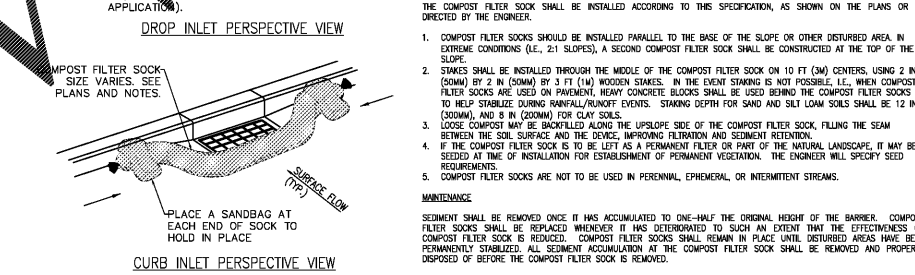 APPLICATION).
DROP INLET PERSPECTIVE VIEW
COMPOST FILTER SOCK
SIZE VARIES. SEE
PLANS AND NOTES.
SURFACE FLOW
(TYP.)
PLACE A SANDBAG AT
EACH END OF SOCK TO
HOLD IN PLACE
CURB INLET PERSPECTIVE VIEW
THE COMPOST FILTER SOCK SHALL BE INSTALLED ACCORDING TO THIS SPECIFICATION, AS SHOWN ON THE PLANS OR
DIRECTED BY THE ENGINEER.
1. COMPOST FILTER SOCKS SHOULD BE INSTALLED PARALLEL TO THE BASE OF THE SLOPE OR OTHER DISTURBED AREA. IN
EXTREME CONDITIONS (I.E., 2:1 SLOPES), A SECOND COMPOST FILTER SOCK SHALL BE CONSTRUCTED AT THE TOP OF THE
SLOPE.
2. STAKES SHALL BE INSTALLED THROUGH THE MIDDLE OF THE COMPOST FILTER SOCK ON 10 FT (3M) CENTERS, USING 2 IN
(50MM) BY 2 IN (50MM) BY 3 FT (1M) WOODEN STAKES. IN THE EVENT STAKING IS NOT POSSIBLE, I.E., WHEN COMPOST
FILTER SOCKS ARE USED ON PAVEMENT, HEAVY CONCRETE BLOCKS SHALL BE USED BEHIND THE COMPOST FILTER SOCKS
TO HELP STABILIZE DURING RAINFALL/RUNOFF EVENTS. STAKING DEPTH FOR SAND AND SILT LOAM SOILS SHALL BE 12 IN
(300MM), AND 8 IN (200MM) FOR CLAY SOILS.
3. LOOSE COMPOST MAY BE BACKFILLED ALONG THE UPSLOPE SIDE OF THE COMPOST FILTER SOCK, FILLING THE SEAM
BETWEEN THE SOIL SURFACE AND THE DEVICE, IMPROVING FILTRATION AND SEDIMENT RETENTION.
4. IF THE COMPOST FILTER SOCK IS TO BE LEFT AS A PERMANENT FILTER OR PART OF THE NATURAL LANDSCAPE, IT MAY BE
SEEDED AT TIME OF INSTALLATION FOR ESTABLISHMENT OF PERMANENT VEGETATION. THE ENGINEER WILL SPECIFY SEED
REQUIREMENTS.
5. COMPOST FILTER SOCKS ARE NOT TO BE USED IN PERENNIAL, EPHEMERAL, OR INTERMITTENT STREAMS.
MAINTENANCE
SEDIMENT SHALL BE REMOVED ONCE IT HAS ACCUMULATED TO ONE-HALF THE ORIGINAL HEIGHT OF THE BARRIER. COMPO
FILTER SOCKS SHALL BE REPLACED WHENEVER IT HAS DETERIORATED TO SUCH AN EXTENT THAT THE EFFECTIVENESS
COMPOST FILTER SOCK IS REDUCED. COMPOST FILTER SOCKS SHALL REMAIN IN PLACE UNTIL DISTURBED AREAS HAVE BE
PERMANENTLY STABILIZED. ALL SEDIMENT ACCUMULATION AT THE COMPOST FILTER SOCK SHALL BE REMOVED AND PROPER
DISPOSED OF BEFORE THE COMPOST FILTER SOCK IS REMOVED.